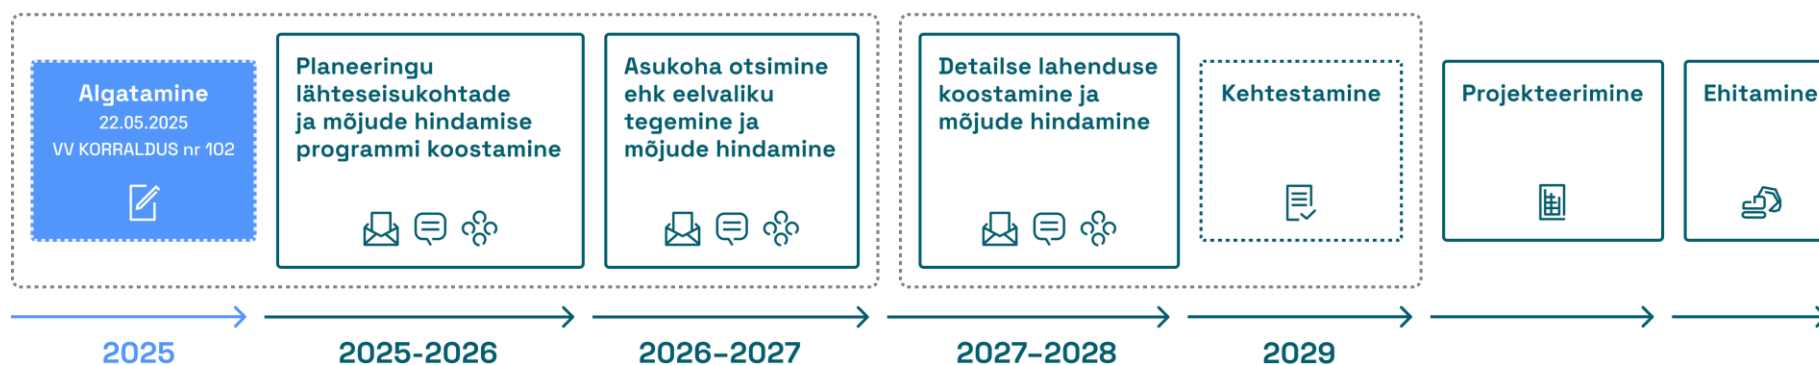 Algatamine
22.05.2025
VV KORRALDUS nr 102
Planeeringu
lähteseisukohtade
ja mõjude hindamise
programmi koostamine
Asukoha otsimine
ehk eelvaliku
tegemine ja
mõjude hindamine
Detailse lahenduse
koostamine ja
mõjude hindamine
Kehtestamine
Projekteerimine
Ehitamine
2025
2025-2026
2026–2027
2027–2028
2029